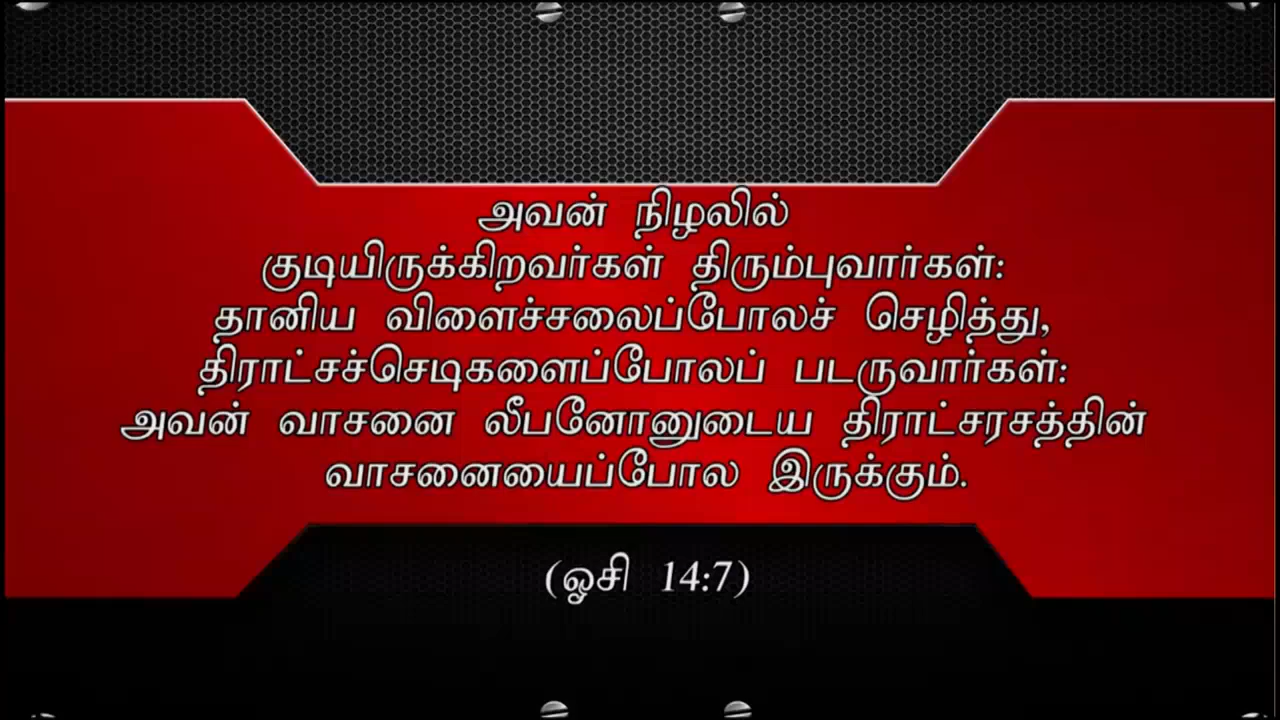 அவன் நிழலில்
குடியிருக்கிறவர்கள் திரும்புவார்கள்:
தானிய விளைச்சலைப்போலச் செழித்து,
திராட்சச்செடிகளைப்போலப் படருவார்கள்:
அவன் வாசனை லீபனோனுடைய திராட்சரசத்தின்
வாசனையைப்போல இருக்கும்.
(ஓசி 14:7)